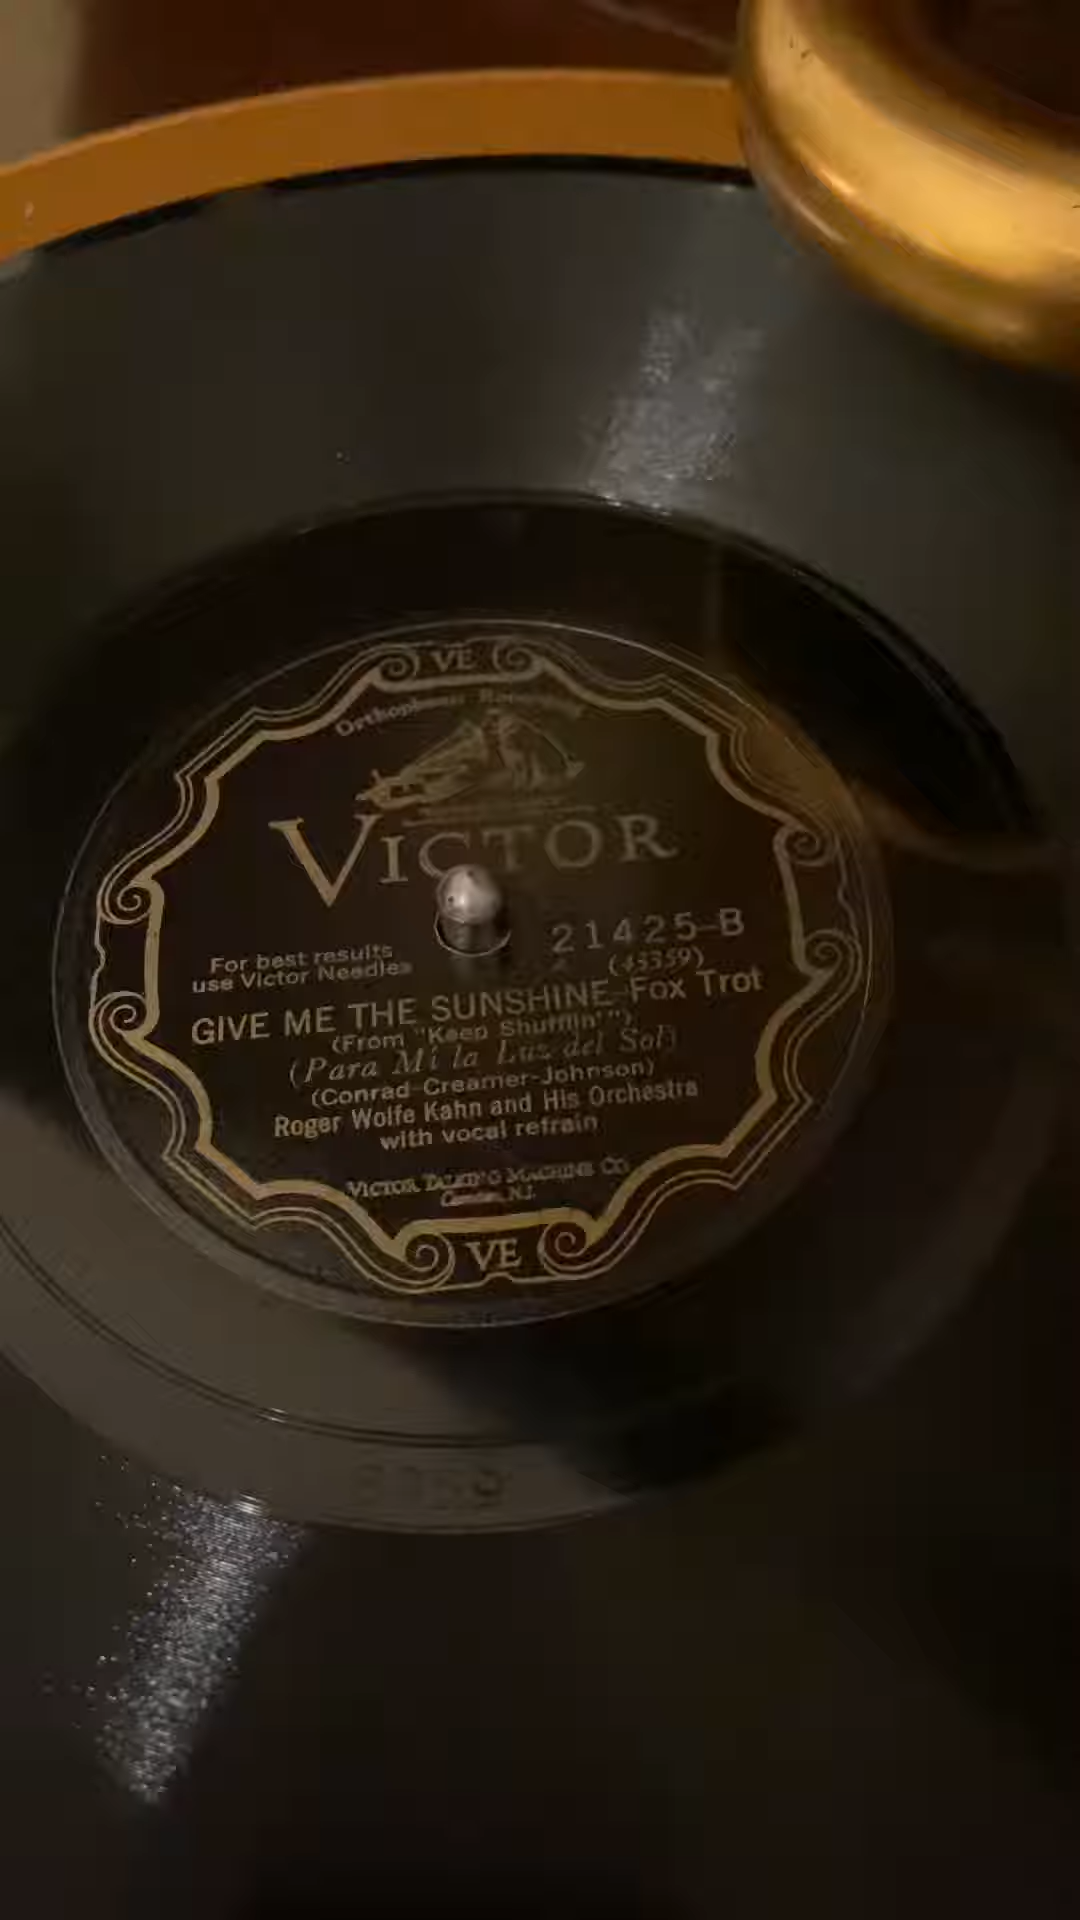 VE
Orthophonic Recording
VICTOR
21425-B
For best results
use Victor Needles
(43359)
GIVE ME THE SUNSHINE-Fox Trot
(From "Keep Shufflin'")
(Para Mí la Luz del Sol)
(Conrad-Creamer-Johnson)
Roger Wolfe Kahn and His Orchestra
with vocal refrain
VICTOR TALKING MACHINE CO.
Camden, N.J.
VE